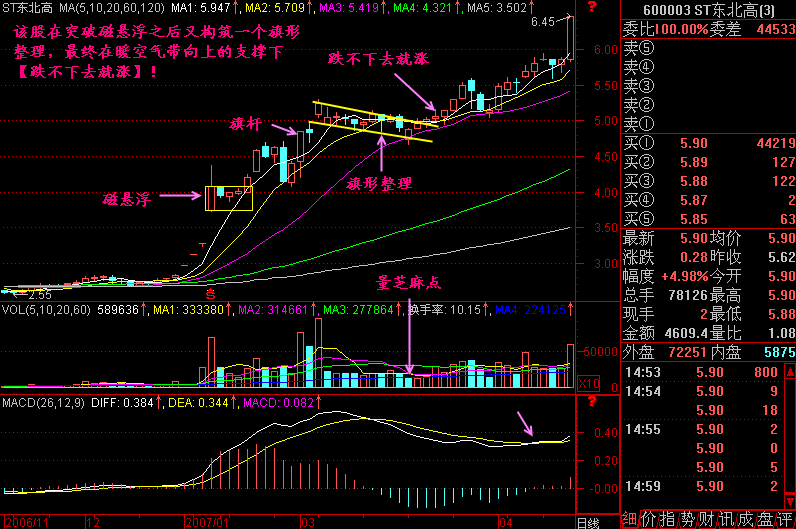 ST东北高 MA(5,10,20,60,120) MA1: 5.947↑, MA2: 5.709↑, MA3: 5.419↑, MA4: 4.321↑, MA5: 3.502↑
该股在突破磁悬浮之后又构筑一个旗形
整理,最终在暖空气带向上的支撑下
【跌不下去就涨】!
6.45
?
跌不下去就涨
旗杆
旗形整理
磁悬浮
2.55
量芝麻点
6.00
5.50
5.00
4.50
4.00
3.50
3.00
VOL(5,10,20,60) 589636↑, MA1: 333380↑, MA2: 314661↑, MA3: 277864↑, 换手率: 10.15↑, MA4: 224125↑
50000
X10
MACD(26,12,9) DIFF: 0.384↑, DEA: 0.344↑, MACD: 0.082↑
?
0.40
0.20
-0.00
2006/11 12 2007/01 03 04 日线
600003 ST东北高(3)
委比100.00% 委差 44533
卖⑤
卖④
卖③
卖②
卖①
买① 5.90 44219
买② 5.89 127
买③ 5.88 122
买④ 5.87 2
买⑤ 5.85 63
最新 5.90 均价 5.90
涨跌 0.28 昨收 5.62
幅度 +4.98% 今开 5.90
总手 78126 最高 5.90
现手 2 最低 5.88
金额 4609.4 量比 1.08
外盘 72251 内盘 5875
14:53 5.90 800
14:54 5.90 9
5.90 18
14:55 5.90 2
5.90 0
5.90 5
14:59 5.90 2
细 价 指 势 财 讯 成 盘 评